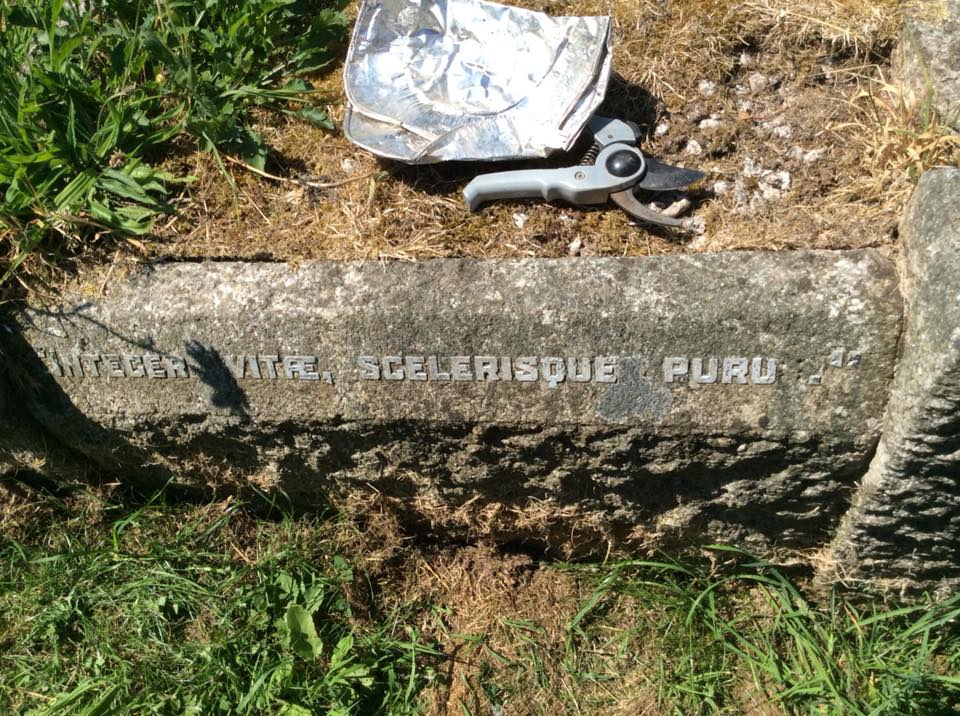 "INTEGER VITÆ, SCELERISQUE PURU ."